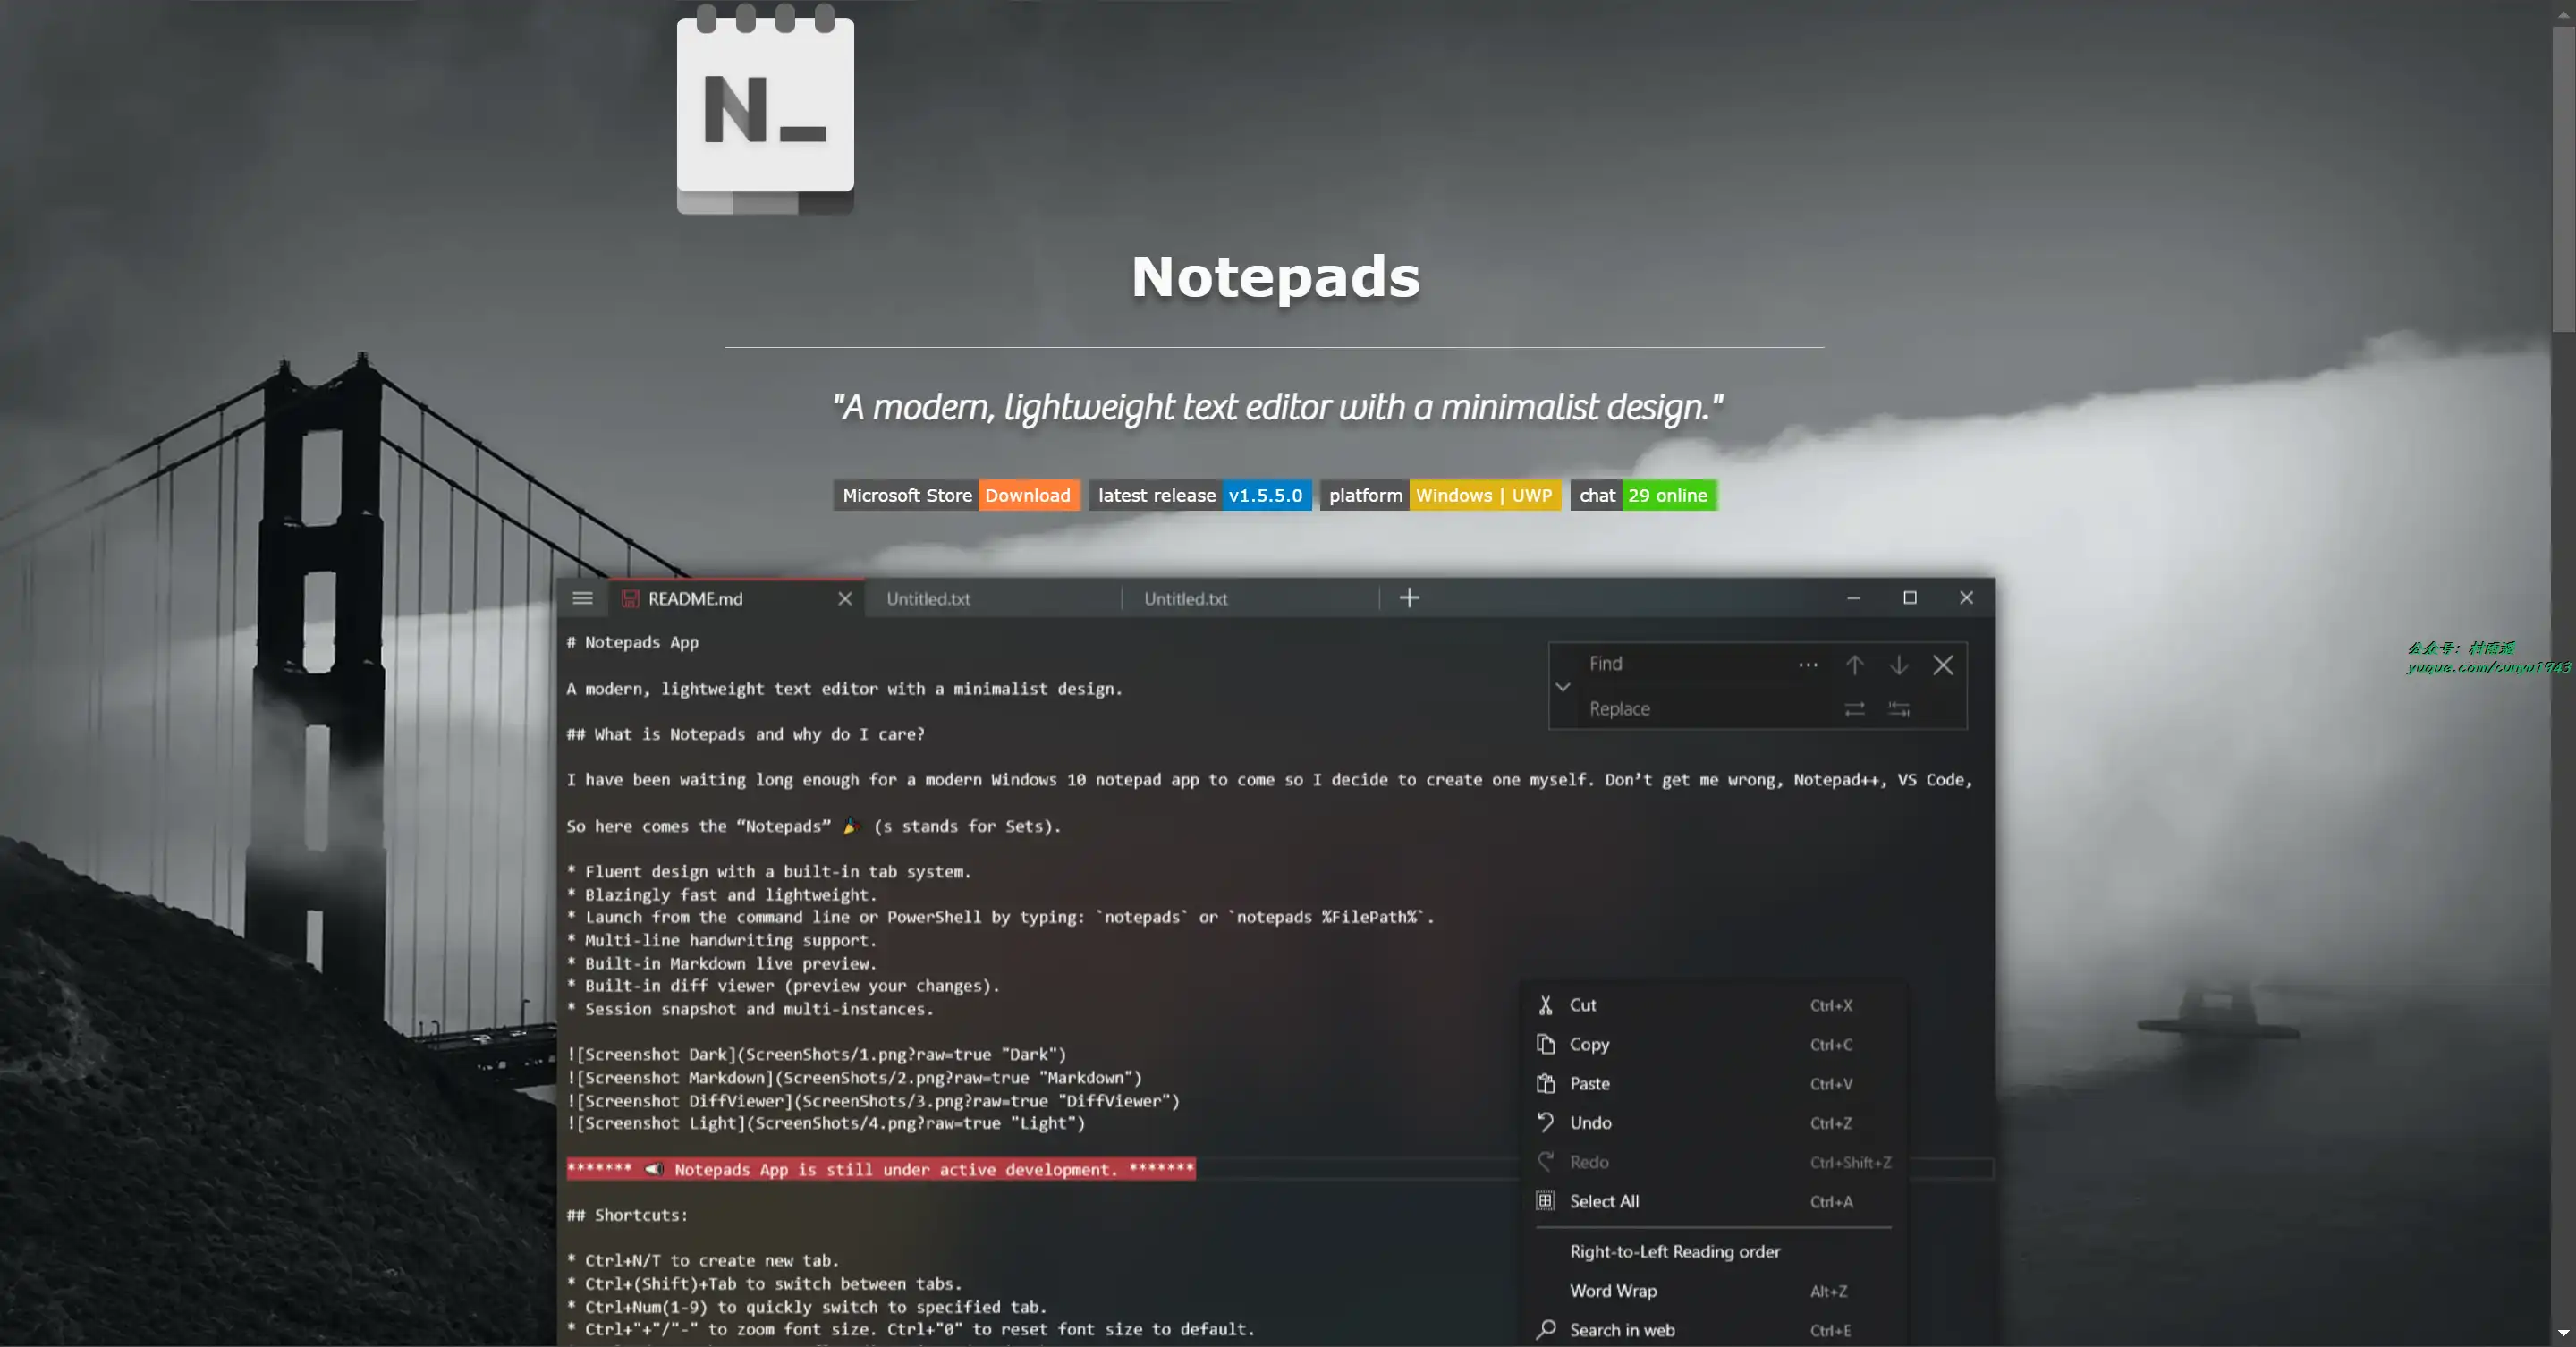 N_
Notepads
"A modern, lightweight text editor with a minimalist design."
Microsoft Store Download latest release v1.5.5.0 platform Windows | UWP chat 29 online
README.md Untitled.txt Untitled.txt
# Notepads App
Find
A modern, lightweight text editor with a minimalist design.
Replace
## What is Notepads and why do I care?
I have been waiting long enough for a modern Windows 10 notepad app to come so I decide to create one myself. Don’t get me wrong, Notepad++, VS Code,
So here comes the “Notepads” 🎉 (s stands for Sets).
* Fluent design with a built-in tab system.
* Blazingly fast and lightweight.
* Launch from the command line or PowerShell by typing: `notepads` or `notepads %FilePath%`.
* Multi-line handwriting support.
* Built-in Markdown live preview.
* Built-in diff viewer (preview your changes).
* Session snapshot and multi-instances.
![Screenshot Dark](ScreenShots/1.png?raw=true "Dark")
![Screenshot Markdown](ScreenShots/2.png?raw=true "Markdown")
![Screenshot DiffViewer](ScreenShots/3.png?raw=true "DiffViewer")
![Screenshot Light](ScreenShots/4.png?raw=true "Light")
******* 📢 Notepads App is still under active development. *******
## Shortcuts:
* Ctrl+N/T to create new tab.
* Ctrl+(Shift)+Tab to switch between tabs.
* Ctrl+Num(1-9) to quickly switch to specified tab.
* Ctrl+"+"/"-" to zoom font size. Ctrl+"0" to reset font size to default.
Cut Ctrl+X
Copy Ctrl+C
Paste Ctrl+V
Undo Ctrl+Z
Redo Ctrl+Shift+Z
Select All Ctrl+A
Right-to-Left Reading order
Word Wrap Alt+Z
Search in web Ctrl+E
公众号：村雨遥
yuque.com/cunyu1943